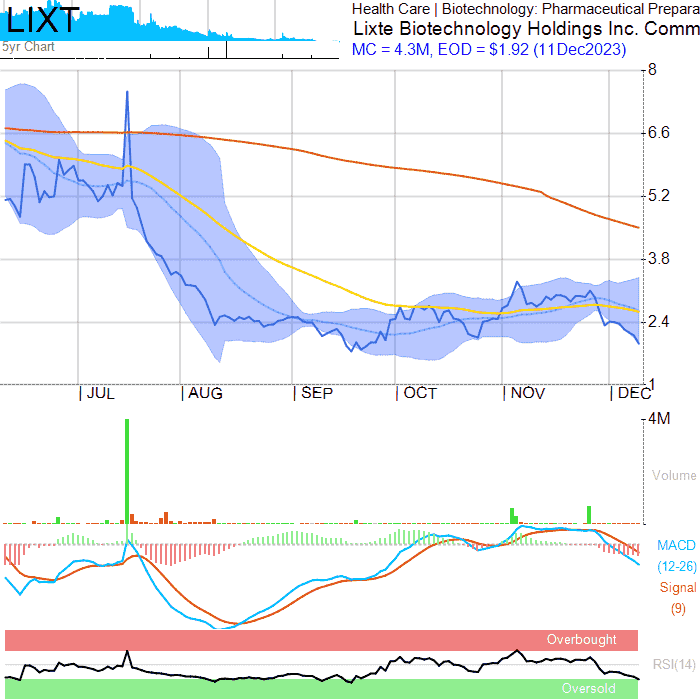 LIXT
5yr Chart
Health Care | Biotechnology: Pharmaceutical Prepara
Lixte Biotechnology Holdings Inc. Comm
MC = 4.3M, EOD = $1.92 (11Dec2023)
8
6.6
5.2
3.8
2.4
1
|JUL |AUG |SEP |OCT |NOV |DEC
4M
Volume
MACD
(12-26)
Signal
(9)
Overbought
RSI(14)
Oversold